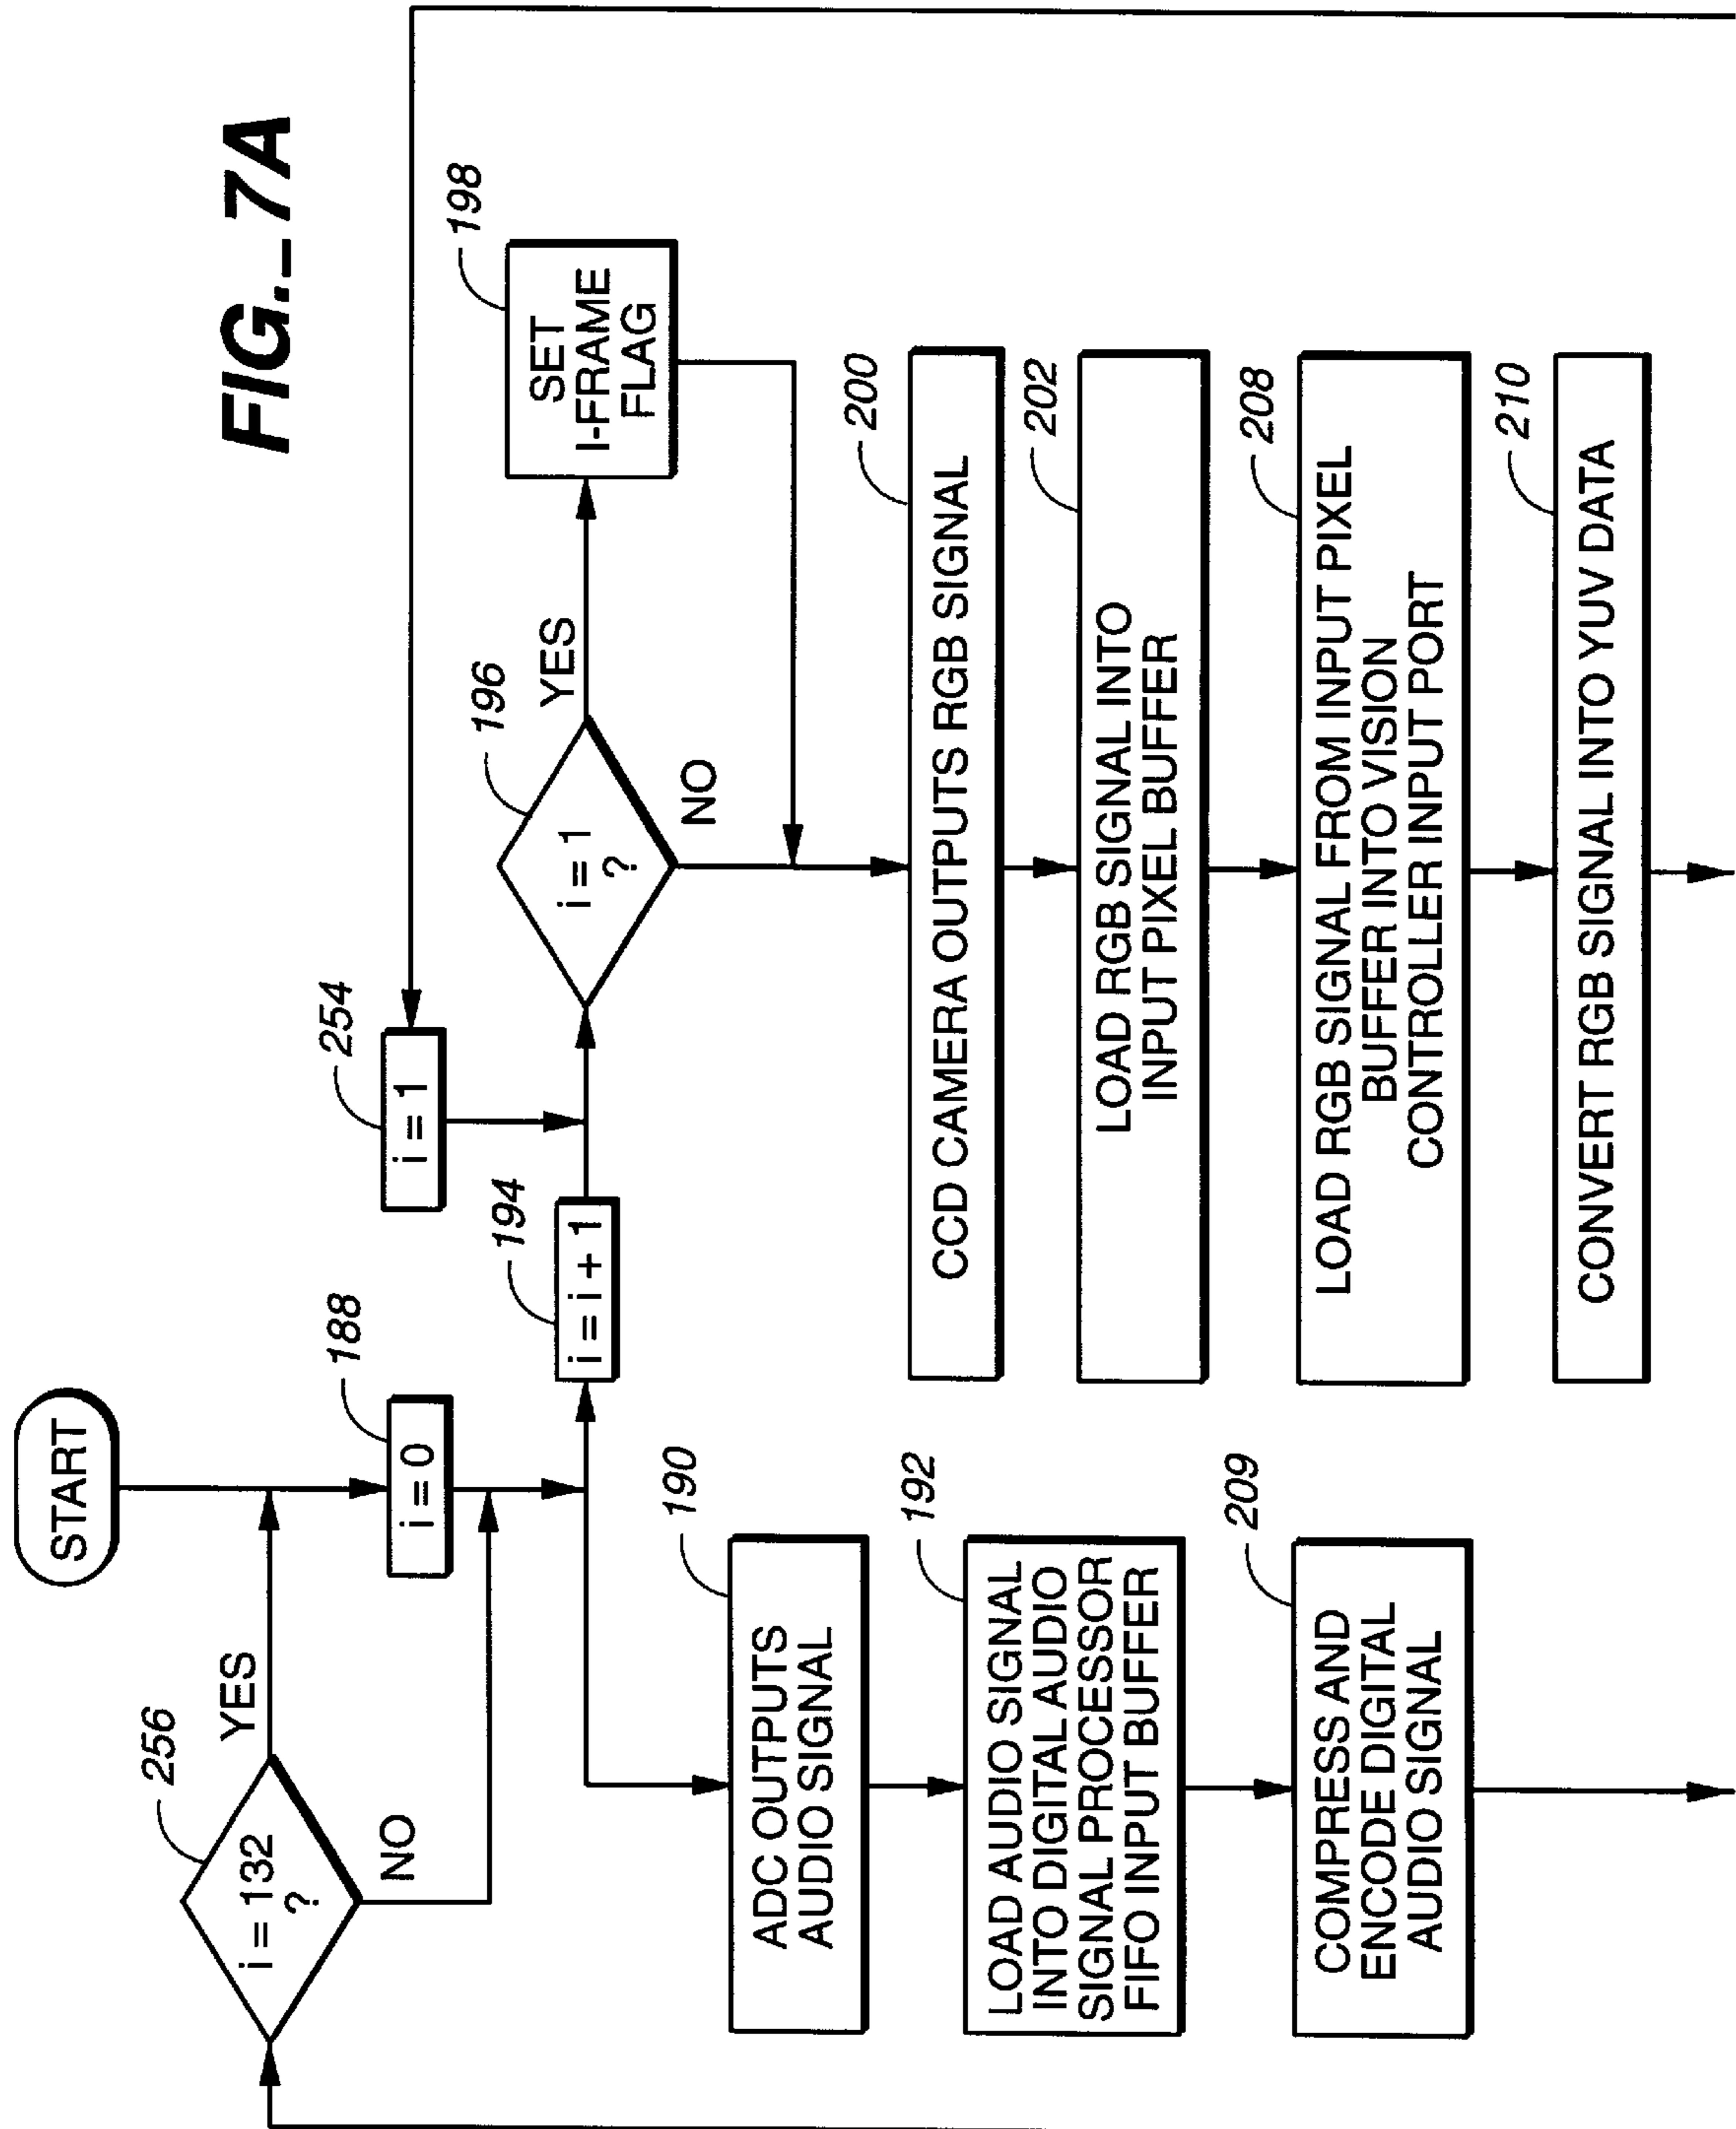 FIG._7A
START
256
i = 132
?
YES
NO
188
i = 0
254
i = 1
194
i = i + 1
196
i = 1
?
YES
NO
198
SET
I-FRAME
FLAG
190
ADC OUTPUTS
AUDIO SIGNAL
192
LOAD AUDIO SIGNAL
INTO DIGITAL AUDIO
SIGNAL PROCESSOR
FIFO INPUT BUFFER
209
COMPRESS AND
ENCODE DIGITAL
AUDIO SIGNAL
200
CCD CAMERA OUTPUTS RGB SIGNAL
202
LOAD RGB SIGNAL INTO
INPUT PIXEL BUFFER
208
LOAD RGB SIGNAL FROM INPUT PIXEL
BUFFER INTO VISION
CONTROLLER INPUT PORT
210
CONVERT RGB SIGNAL INTO YUV DATA